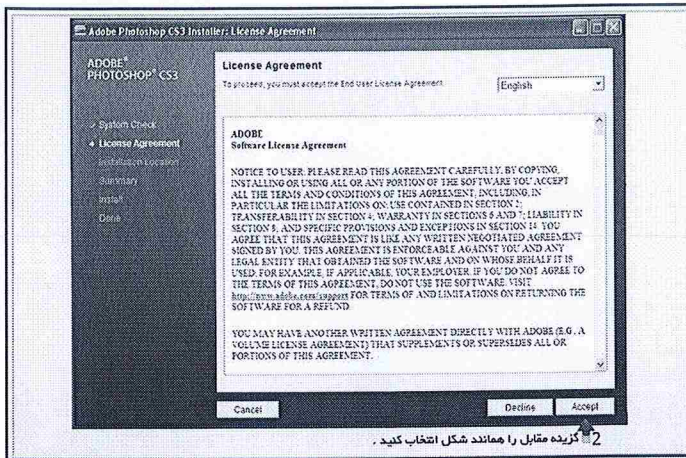 Adobe Photoshop CS3 Installer: License Agreement
ADOBE®
PHOTOSHOP® CS3
System Check
License Agreement
Installation Location
Summary
Install
Done
License Agreement
To proceed, you must accept the End User License Agreement.
English
ADOBE
Software License Agreement
NOTICE TO USER: PLEASE READ THIS AGREEMENT CAREFULLY. BY COPYING,
INSTALLING OR USING ALL OR ANY PORTION OF THE SOFTWARE YOU ACCEPT
ALL THE TERMS AND CONDITIONS OF THIS AGREEMENT, INCLUDING, IN
PARTICULAR THE LIMITATIONS ON: USE CONTAINED IN SECTION 2;
TRANSFERABILITY IN SECTION 4; WARRANTY IN SECTIONS 6 AND 7; LIABILITY IN
SECTION 8, AND SPECIFIC PROVISIONS AND EXCEPTIONS IN SECTION 14. YOU
AGREE THAT THIS AGREEMENT IS LIKE ANY WRITTEN NEGOTIATED AGREEMENT
SIGNED BY YOU. THIS AGREEMENT IS ENFORCEABLE AGAINST YOU AND ANY
LEGAL ENTITY THAT OBTAINED THE SOFTWARE AND ON WHOSE BEHALF IT IS
USED: FOR EXAMPLE, IF APPLICABLE, YOUR EMPLOYER. IF YOU DO NOT AGREE TO
THE TERMS OF THIS AGREEMENT, DO NOT USE THE SOFTWARE. VISIT
http://www.adobe.com/support FOR TERMS OF AND LIMITATIONS ON RETURNING THE
SOFTWARE FOR A REFUND.
YOU MAY HAVE ANOTHER WRITTEN AGREEMENT DIRECTLY WITH ADOBE (E.G., A
VOLUME LICENSE AGREEMENT) THAT SUPPLEMENTS OR SUPERSEDES ALL OR
PORTIONS OF THIS AGREEMENT.
Cancel
Decline
Accept
2 گزینه مقابل را همانند شکل انتخاب کنید .